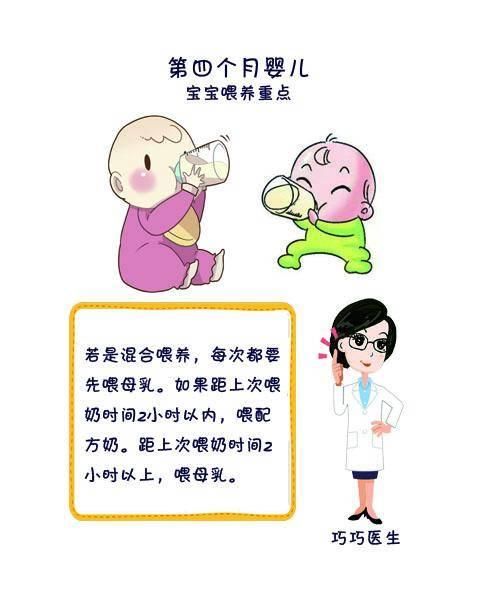 第四个月婴儿
宝宝喂养重点
若是混合喂养，每次都要
先喂母乳。如果距上次喂
奶时间2小时以内，喂配
方奶。距上次喂奶时间2
小时以上，喂母乳。
巧巧医生